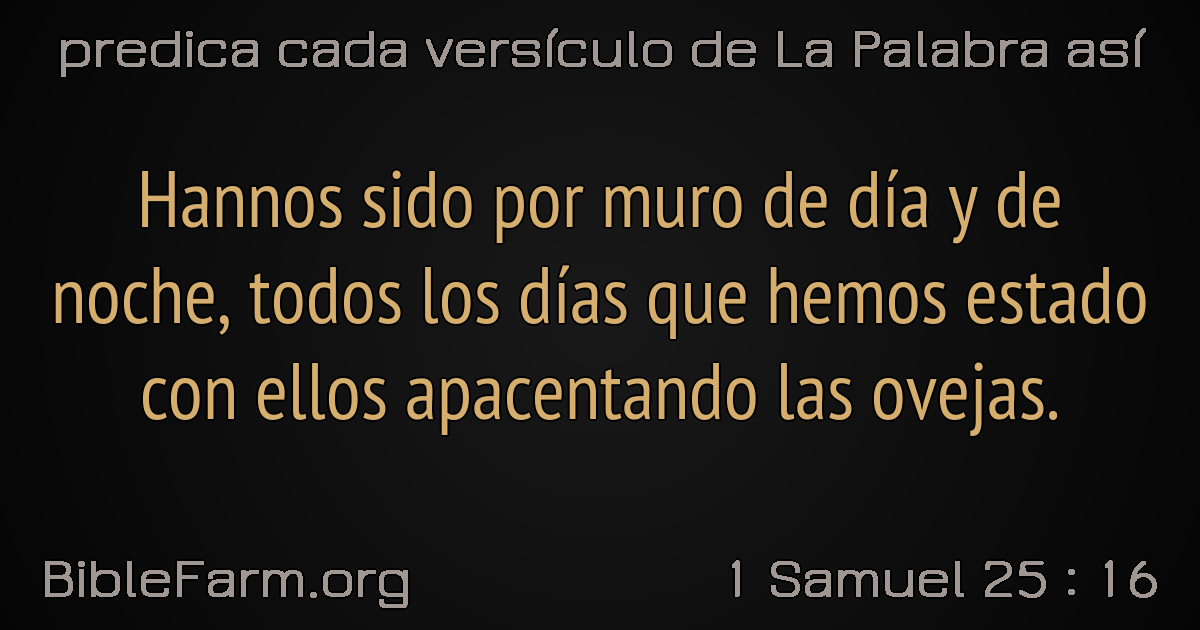 predica cada versículo de La Palabra así
Hannos sido por muro de día y de
noche, todos los días que hemos estado
con ellos apacentando las ovejas.
BibleFarm.org
1 Samuel 25 : 16